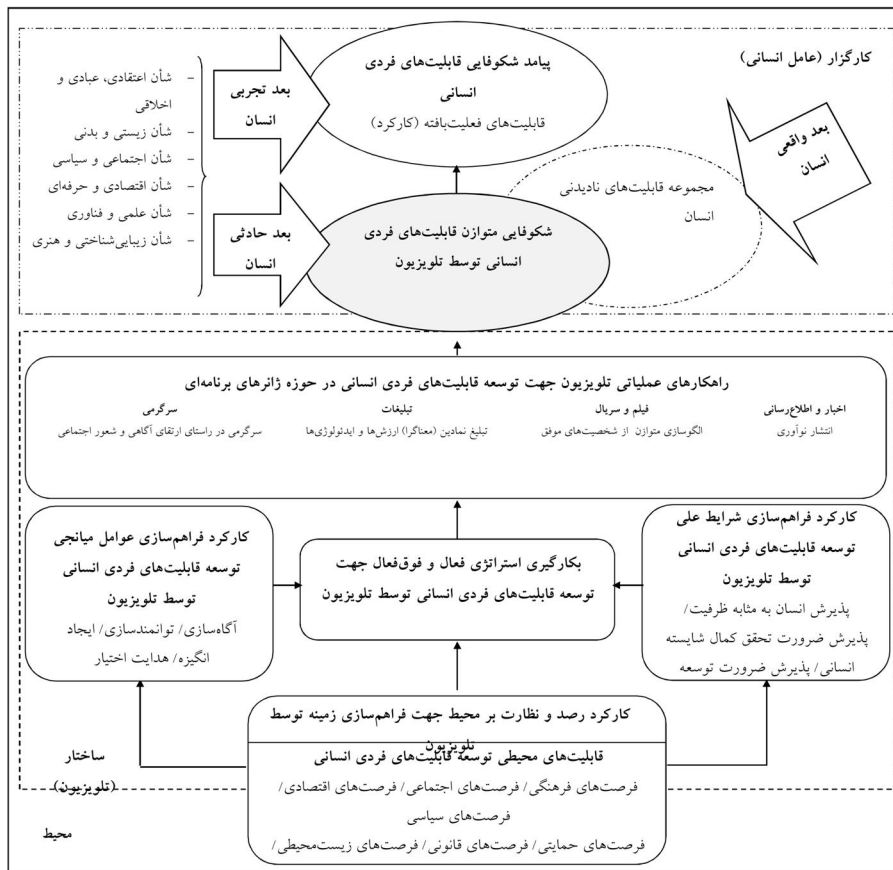 کارگزار (عامل انسانی)
پیامد شکوفایی قابلیت‌های فردی
انسانی
قابلیت‌های فعلیت‌یافته (کارکرد)
بعد تجربی
انسان
- شأن اعتقادی، عبادی و
اخلاقی
- شأن زیستی و بدنی
- شأن اجتماعی و سیاسی
- شأن اقتصادی و حرفه‌ای
- شأن علمی و فناوری
- شأن زیبایی‌شناختی و هنری
بعد واقعی
انسان
مجموعه قابلیت‌های نادیدنی
انسان
شکوفایی متوازن قابلیت‌های فردی
انسانی توسط تلویزیون
بعد حادثی
انسان
راهکارهای عملیاتی تلویزیون جهت توسعه قابلیت‌های فردی انسانی در حوزه ژانرهای برنامه‌ای
اخبار و اطلاع‌رسانی
انتشار نوآوری
فیلم و سریال
الگوسازی متوازن از شخصیت‌های موفق
تبلیغات
تبلیغ نمادین (معناگرا) ارزش‌ها و ایدئولوژی‌ها
سرگرمی
سرگرمی در راستای ارتقای آگاهی و شعور اجتماعی
کارکرد فراهم‌سازی شرایط علی
توسعه قابلیت‌های فردی انسانی
توسط تلویزیون
پذیرش انسان به مثابه ظرفیت/
پذیرش ضرورت تحقق کمال شایسته
انسانی/ پذیرش ضرورت توسعه
بکارگیری استراتژی فعال و فوق‌فعال جهت
توسعه قابلیت‌های فردی انسانی توسط تلویزیون
کارکرد فراهم‌سازی عوامل میانجی
توسعه قابلیت‌های فردی انسانی
توسط تلویزیون
آگاه‌سازی/ توانمندسازی/ ایجاد
انگیزه/ هدایت اختیار
کارکرد رصد و نظارت بر محیط جهت فراهم‌سازی زمینه توسط
تلویزیون
قابلیت‌های محیطی توسعه قابلیت‌های فردی انسانی
فرصت‌های فرهنگی/ فرصت‌های اجتماعی/ فرصت‌های اقتصادی/
فرصت‌های سیاسی
فرصت‌های حمایتی/ فرصت‌های قانونی/ فرصت‌های زیست‌محیطی/
ساختار
(تلویزیون)
محیط